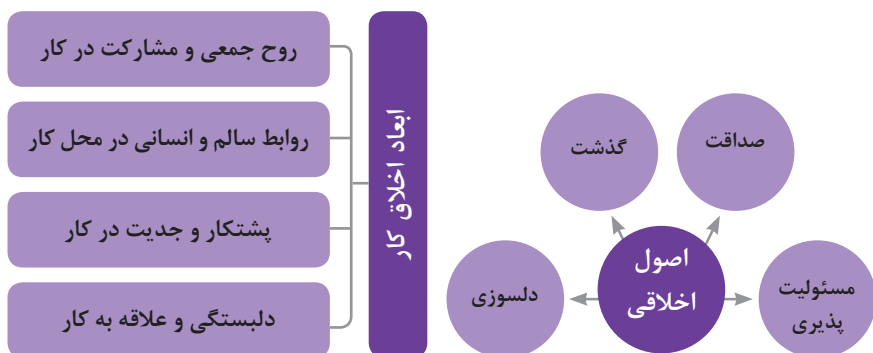 صداقت
گذشت
اصول
اخلاقی
مسئولیت
پذیری
دلسوزی
ابعاد اخلاق کار
روح جمعی و مشارکت در کار
روابط سالم و انسانی در محل کار
پشتکار و جدیت در کار
دلبستگی و علاقه به کار